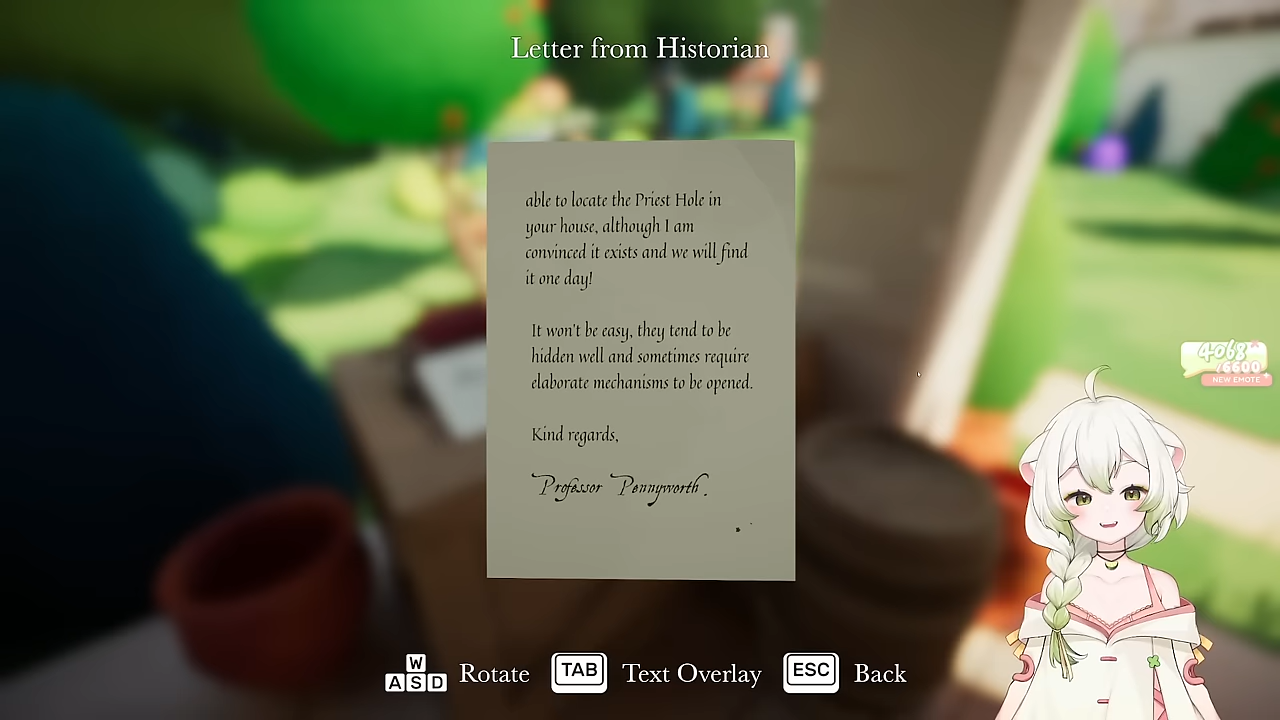 Letter from Historian
able to locate the Priest Hole in
your house, although I am
convinced it exists and we will find
it one day!
It won't be easy, they tend to be
hidden well and sometimes require
elaborate mechanisms to be opened.
Kind regards,
Professor Pennyworth.
4068
/6600
NEW EMOTE
W
A S D Rotate TAB Text Overlay ESC Back